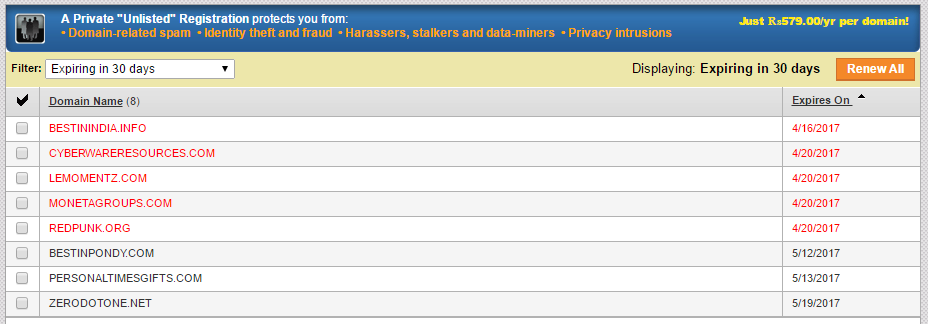 A Private "Unlisted" Registration protects you from:
• Domain-related spam • Identity theft and fraud • Harassers, stalkers and data-miners • Privacy intrusions
Just Rs579.00/yr per domain!
Filter: Expiring in 30 days Displaying: Expiring in 30 days Renew All
Domain Name (8) Expires On
BESTININDIA.INFO 4/16/2017
CYBERWARERESOURCES.COM 4/20/2017
LEMOMENTZ.COM 4/20/2017
MONETAGROUPS.COM 4/20/2017
REDPUNK.ORG 4/20/2017
BESTINPONDY.COM 5/12/2017
PERSONALTIMESGIFTS.COM 5/13/2017
ZERODOTONE.NET 5/19/2017